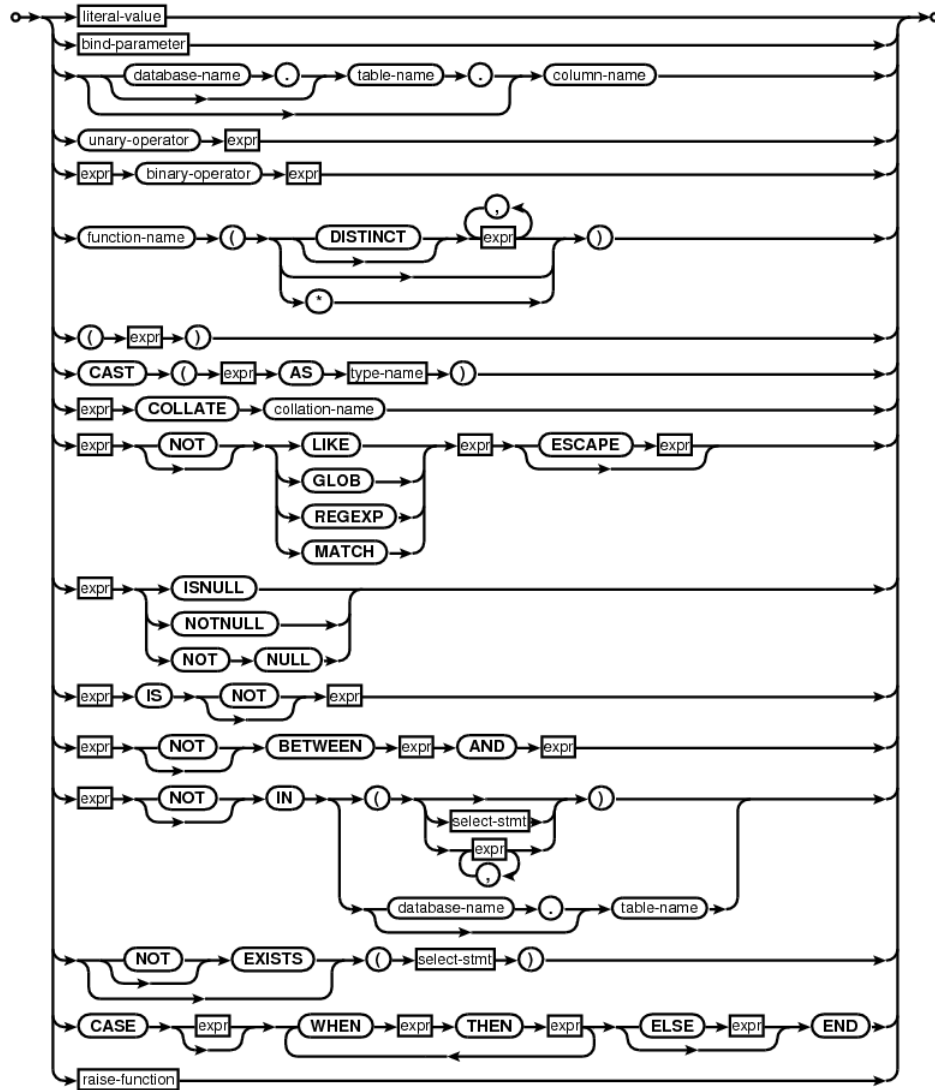 literal-value
bind-parameter
database-name . table-name . column-name
unary-operator expr
expr binary-operator expr
,
function-name ( DISTINCT expr )
*
( expr )
CAST ( expr AS type-name )
expr COLLATE collation-name
expr NOT LIKE expr ESCAPE expr
GLOB
REGEXP
MATCH
expr ISNULL
NOTNULL
NOT NULL
expr IS NOT expr
expr NOT BETWEEN expr AND expr
expr NOT IN ( )
select-stmt
expr
,
database-name . table-name
NOT EXISTS ( select-stmt )
CASE expr WHEN expr THEN expr ELSE expr END
raise-function